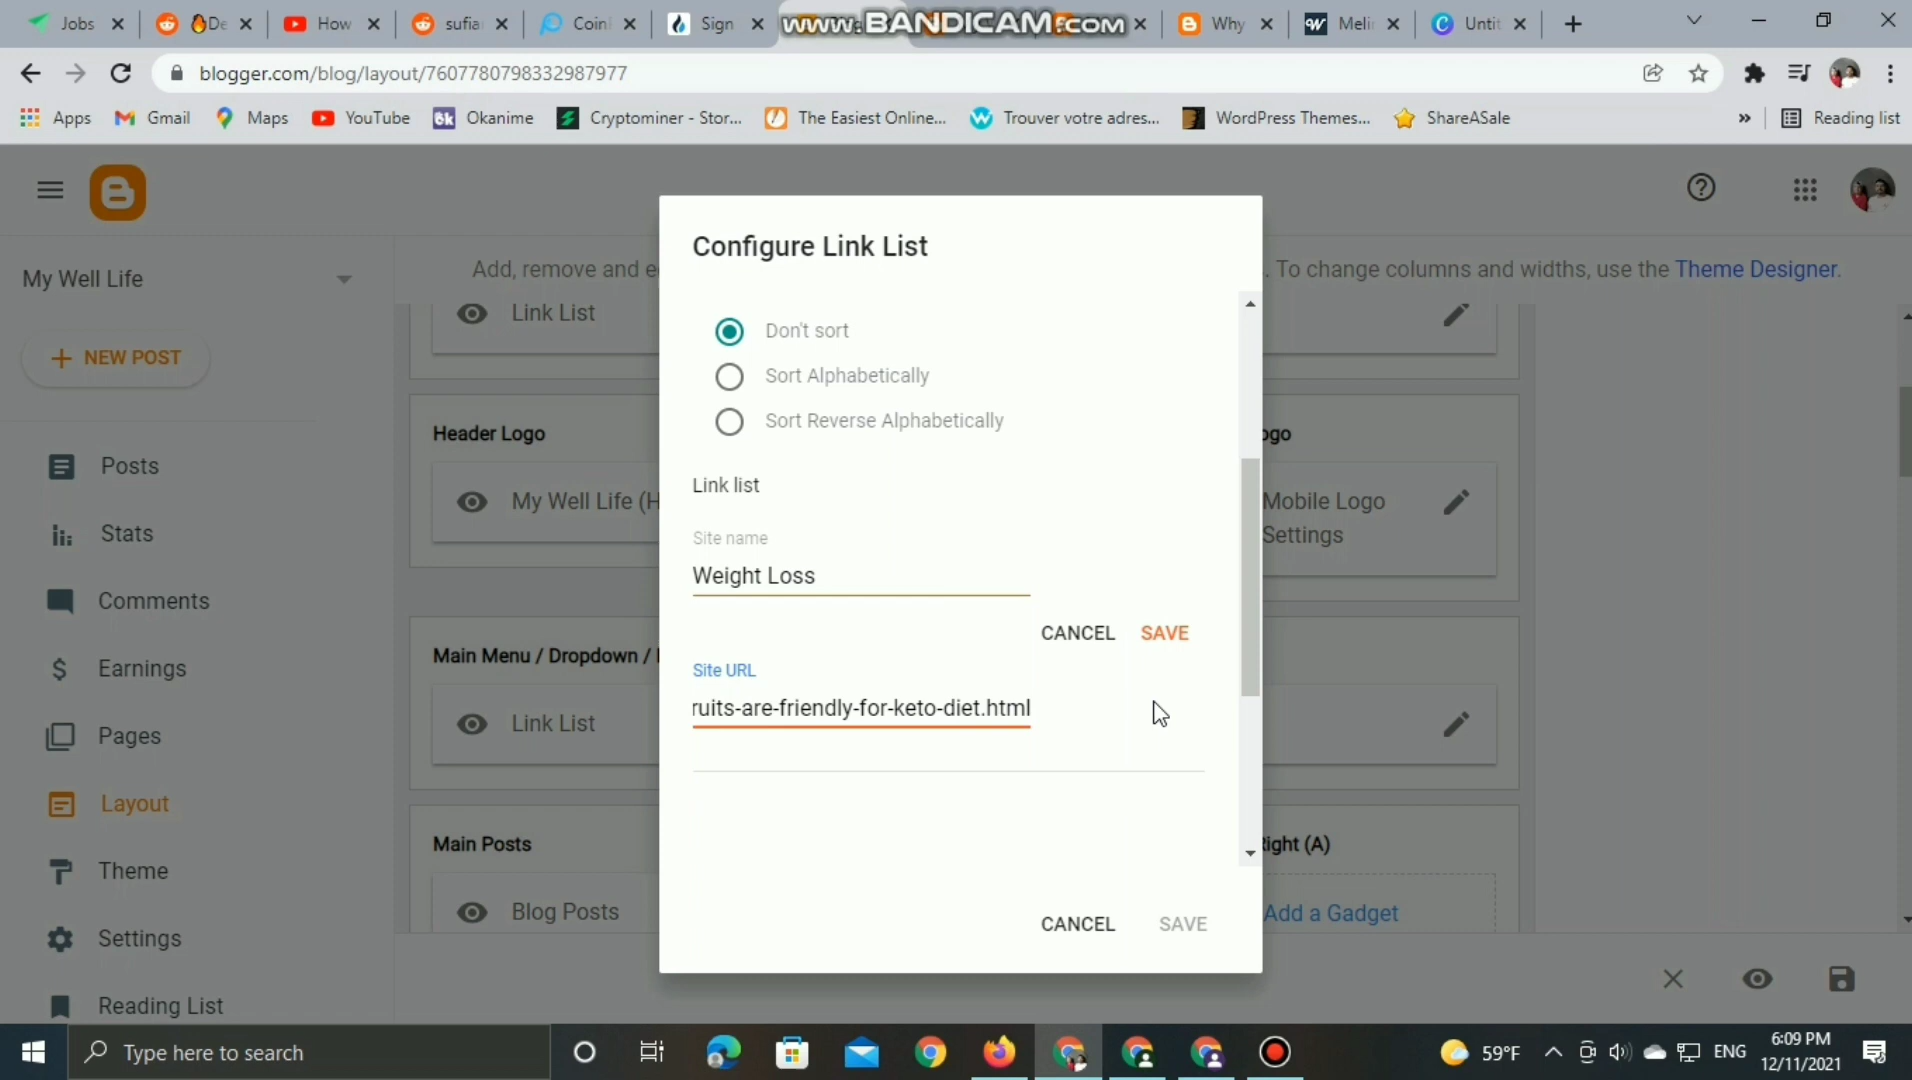 Jobs
De
How
sufiar
Coin
Sign
www.BANDICAM.com
Why
Melin
Untit
blogger.com/blog/layout/7607780798332987977
Apps
Gmail
Maps
YouTube
Okanime
Cryptominer - Stor...
The Easiest Online...
Trouver votre adres...
WordPress Themes...
ShareASale
»
Reading list
My Well Life
Add, remove and e
. To change columns and widths, use the Theme Designer.
NEW POST
Posts
Stats
Comments
Earnings
Pages
Layout
Theme
Settings
Reading List
Link List
Header Logo
My Well Life (H
ogo
Mobile Logo
Settings
Main Menu / Dropdown /
Link List
Main Posts
Blog Posts
Right (A)
Add a Gadget
Configure Link List
Don't sort
Sort Alphabetically
Sort Reverse Alphabetically
Link list
Site name
Weight Loss
CANCEL SAVE
Site URL
ruits-are-friendly-for-keto-diet.html
CANCEL SAVE
Type here to search
59°F
ENG
6:09 PM
12/11/2021